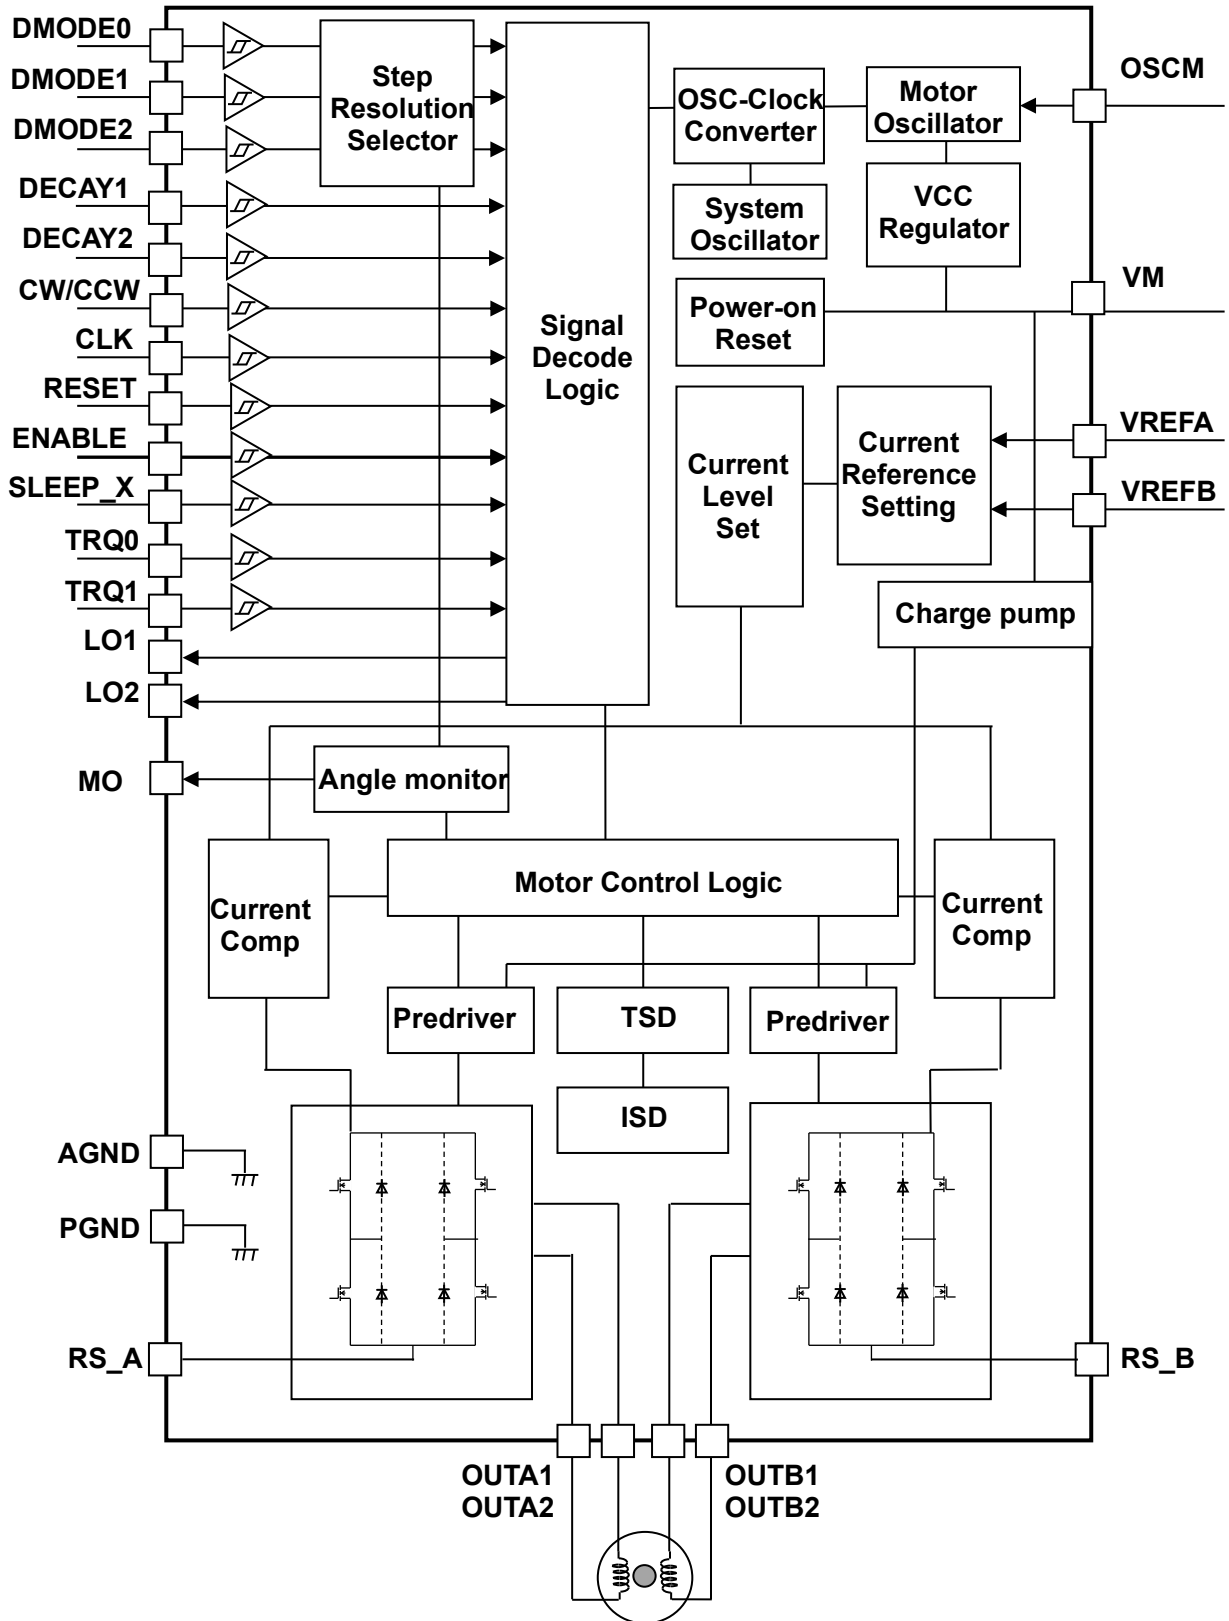 DMODE0
DMODE1
DMODE2
DECAY1
DECAY2
CW/CCW
CLK
RESET
ENABLE
SLEEP_X
TRQ0
TRQ1
LO1
LO2
MO
AGND
PGND
RS_A
Step
Resolution
Selector
Signal
Decode
Logic
OSC-Clock
Converter
Motor
Oscillator
System
Oscillator
VCC
Regulator
Power-on
Reset
Current
Level
Set
Current
Reference
Setting
Charge pump
OSCM
VM
VREFA
VREFB
Angle monitor
Motor Control Logic
Current
Comp
Current
Comp
Predriver
TSD
Predriver
ISD
RS_B
OUTA1
OUTA2
OUTB1
OUTB2